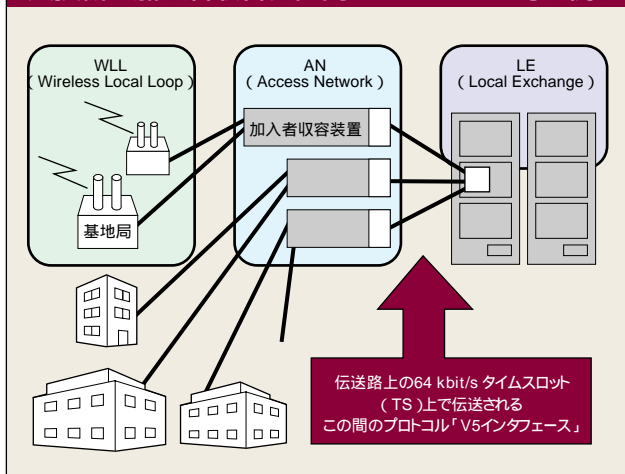 WLL
( Wireless Local Loop )
AN
( Access Network )
LE
( Local Exchange )
加入者収容装置
基地局
伝送路上の64 kbit/s タイムスロット
( TS )上で伝送される
この間のプロトコル「V5インタフェース」